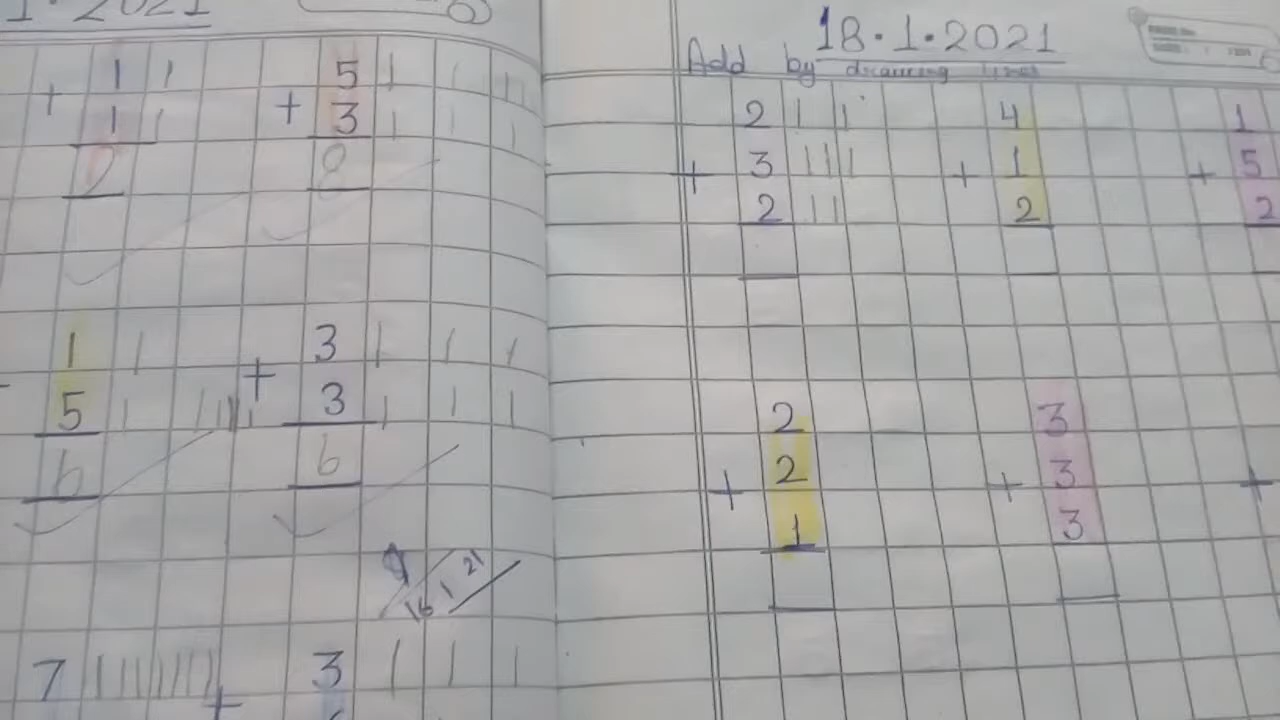 1.2021
1 5
+ 1 + 3
2 8
1 3
5 + 3
6 6
16 1 21
7 3
+
18.1.2021
Add by drawing lines
2 4 1
+ 3 + 1 + 5
2 2 2
2 3
+ 2 + 3 +
1 3